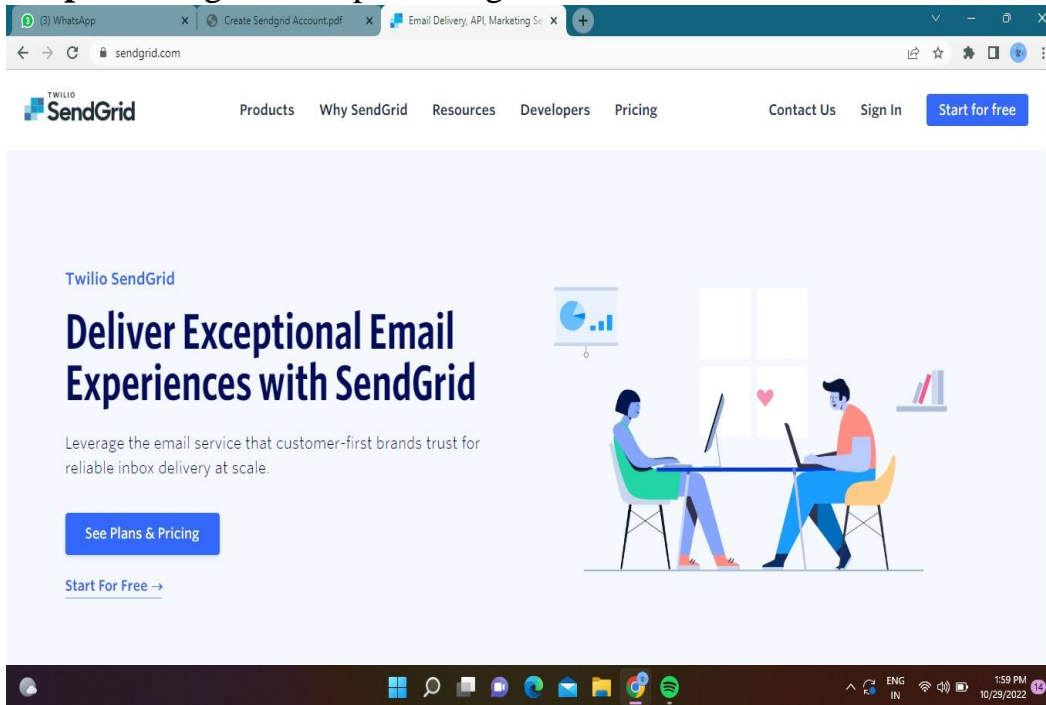 (3) WhatsApp
Create Sendgrid Account.pdf
Email Delivery, API, Marketing Se
sendgrid.com
TWILIO
SendGrid
Products Why SendGrid Resources Developers Pricing Contact Us Sign In Start for free
Twilio SendGrid
Deliver Exceptional Email
Experiences with SendGrid
Leverage the email service that customer-first brands trust for
reliable inbox delivery at scale.
See Plans & Pricing
Start For Free →
ENG
IN
1:59 PM
10/29/2022
14